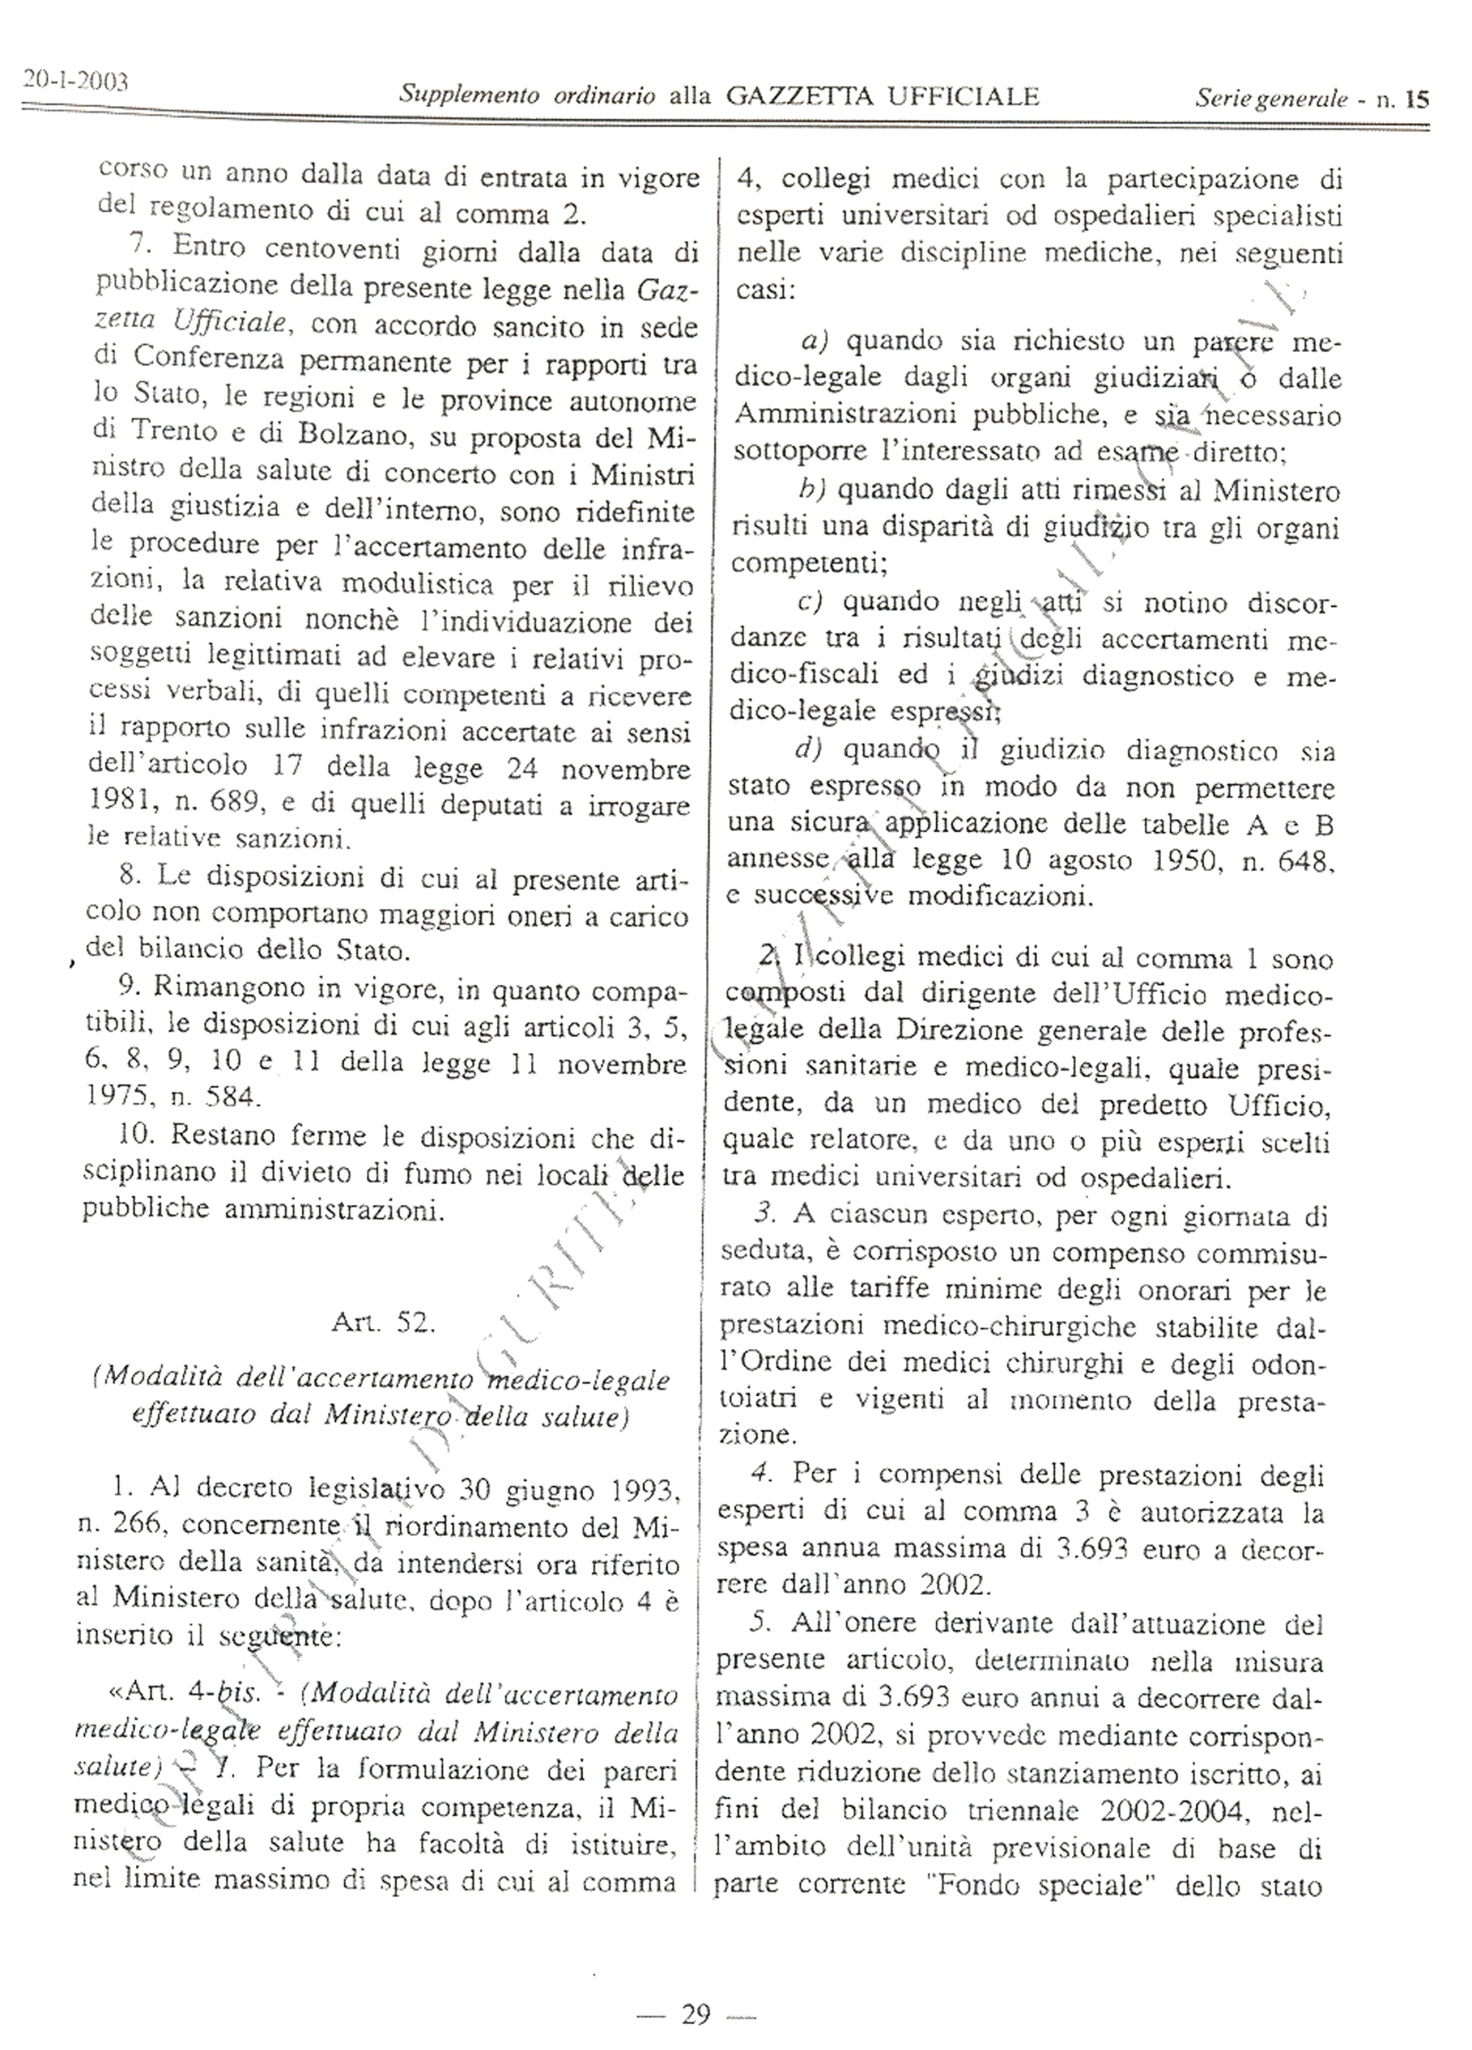 20-1-2003
Supplemento ordinario alla GAZZETTA UFFICIALE
Serie generale - n. 15
corso un anno dalla data di entrata in vigore
del regolamento di cui al comma 2.
7. Entro centoventi giorni dalla data di
pubblicazione della presente legge nella Gaz-
zetta Ufficiale, con accordo sancito in sede
di Conferenza permanente per i rapporti tra
lo Stato, le regioni e le province autonome
di Trento e di Bolzano, su proposta del Mi-
nistro della salute di concerto con i Ministri
della giustizia e dell'interno, sono ridefinite
le procedure per l'accertamento delle infra-
zioni, la relativa modulistica per il rilievo
delle sanzioni nonchè l'individuazione dei
soggetti legittimati ad elevare i relativi pro-
cessi verbali, di quelli competenti a ricevere
il rapporto sulle infrazioni accertate ai sensi
dell'articolo 17 della legge 24 novembre
1981, n. 689, e di quelli deputati a irrogare
le relative sanzioni.
8. Le disposizioni di cui al presente arti-
colo non comportano maggiori oneri a carico
del bilancio dello Stato.
9. Rimangono in vigore, in quanto compa-
tibili, le disposizioni di cui agli articoli 3, 5,
6, 8, 9, 10 e 11 della legge 11 novembre
1975, n. 584.
10. Restano ferme le disposizioni che di-
sciplinano il divieto di fumo nei locali delle
pubbliche amministrazioni.
Art. 52.
(Modalità dell'accertamento medico-legale
effettuato dal Ministero della salute)
1. Al decreto legislativo 30 giugno 1993,
n. 266, concernente il riordinamento del Mi-
nistero della sanità, da intendersi ora riferito
al Ministero della salute, dopo l'articolo 4 è
inserito il seguente:
«Art. 4-bis. - (Modalità dell'accertamento
medico-legale effettuato dal Ministero della
salute) – 1. Per la formulazione dei pareri
medico-legali di propria competenza, il Mi-
nistero della salute ha facoltà di istituire,
nel limite massimo di spesa di cui al comma
4, collegi medici con la partecipazione di
esperti universitari od ospedalieri specialisti
nelle varie discipline mediche, nei seguenti
casi:
a) quando sia richiesto un parere me-
dico-legale dagli organi giudiziari o dalle
Amministrazioni pubbliche, e sia necessario
sottoporre l'interessato ad esame diretto;
b) quando dagli atti rimessi al Ministero
risulti una disparità di giudizio tra gli organi
competenti;
c) quando negli atti si notino discor-
danze tra i risultati degli accertamenti me-
dico-fiscali ed i giudizi diagnostico e me-
dico-legale espressi;
d) quando il giudizio diagnostico sia
stato espresso in modo da non permettere
una sicura applicazione delle tabelle A e B
annesse alla legge 10 agosto 1950, n. 648,
e successive modificazioni.
2. I collegi medici di cui al comma 1 sono
composti dal dirigente dell'Ufficio medico-
legale della Direzione generale delle profes-
sioni sanitarie e medico-legali, quale presi-
dente, da un medico del predetto Ufficio,
quale relatore, e da uno o più esperti scelti
tra medici universitari od ospedalieri.
3. A ciascun esperto, per ogni giornata di
seduta, è corrisposto un compenso commisu-
rato alle tariffe minime degli onorari per le
prestazioni medico-chirurgiche stabilite dal-
l'Ordine dei medici chirurghi e degli odon-
toiatri e vigenti al momento della presta-
zione.
4. Per i compensi delle prestazioni degli
esperti di cui al comma 3 è autorizzata la
spesa annua massima di 3.693 euro a decor-
rere dall'anno 2002.
5. All'onere derivante dall'attuazione del
presente articolo, determinato nella misura
massima di 3.693 euro annui a decorrere dal-
l'anno 2002, si provvede mediante corrispon-
dente riduzione dello stanziamento iscritto, ai
fini del bilancio triennale 2002-2004, nel-
l'ambito dell'unità previsionale di base di
parte corrente "Fondo speciale" dello stato
— 29 —
COPIA TRATTA DA GURITEL — GAZZETTA UFFICIALE ON-LINE